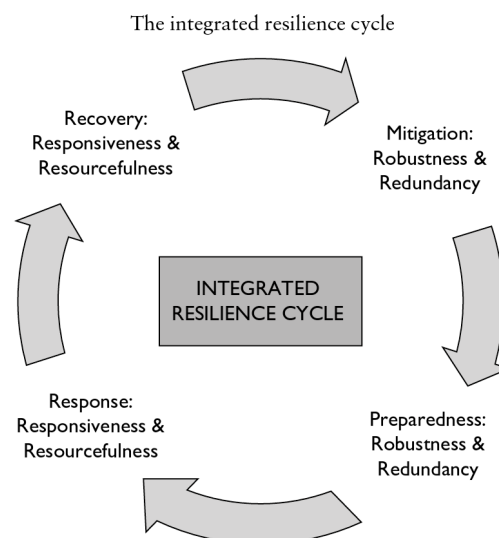 The integrated resilience cycle
Recovery:
Responsiveness &
Resourcefulness
Mitigation:
Robustness &
Redundancy
INTEGRATED
RESILIENCE CYCLE
Response:
Responsiveness &
Resourcefulness
Preparedness:
Robustness &
Redundancy